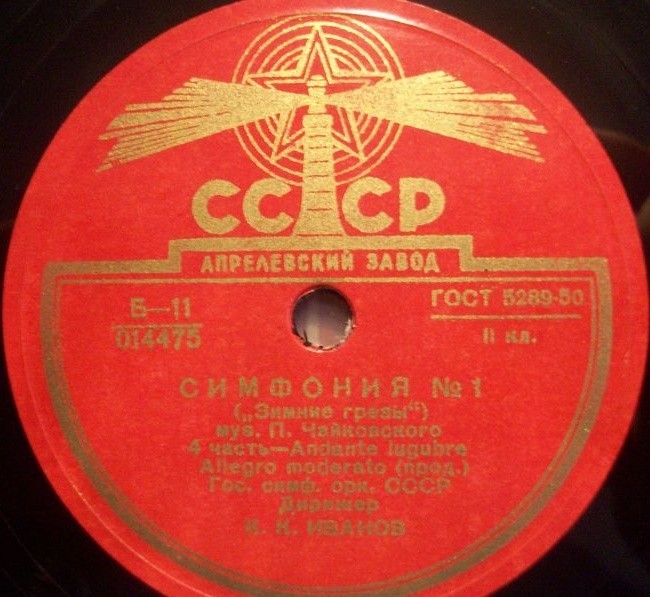 СССР
АПРЕЛЕВСКИЙ ЗАВОД
Б—11
014475
ГОСТ 5289-50
II кл.
СИМФОНИЯ №1
(„Зимние грезы“)
муз. П. Чайковского
4 часть—Andante lugubre
Allegro moderato (прод.)
Гос. симф. орк. СССР
Дирижер
К. К. ИВАНОВ